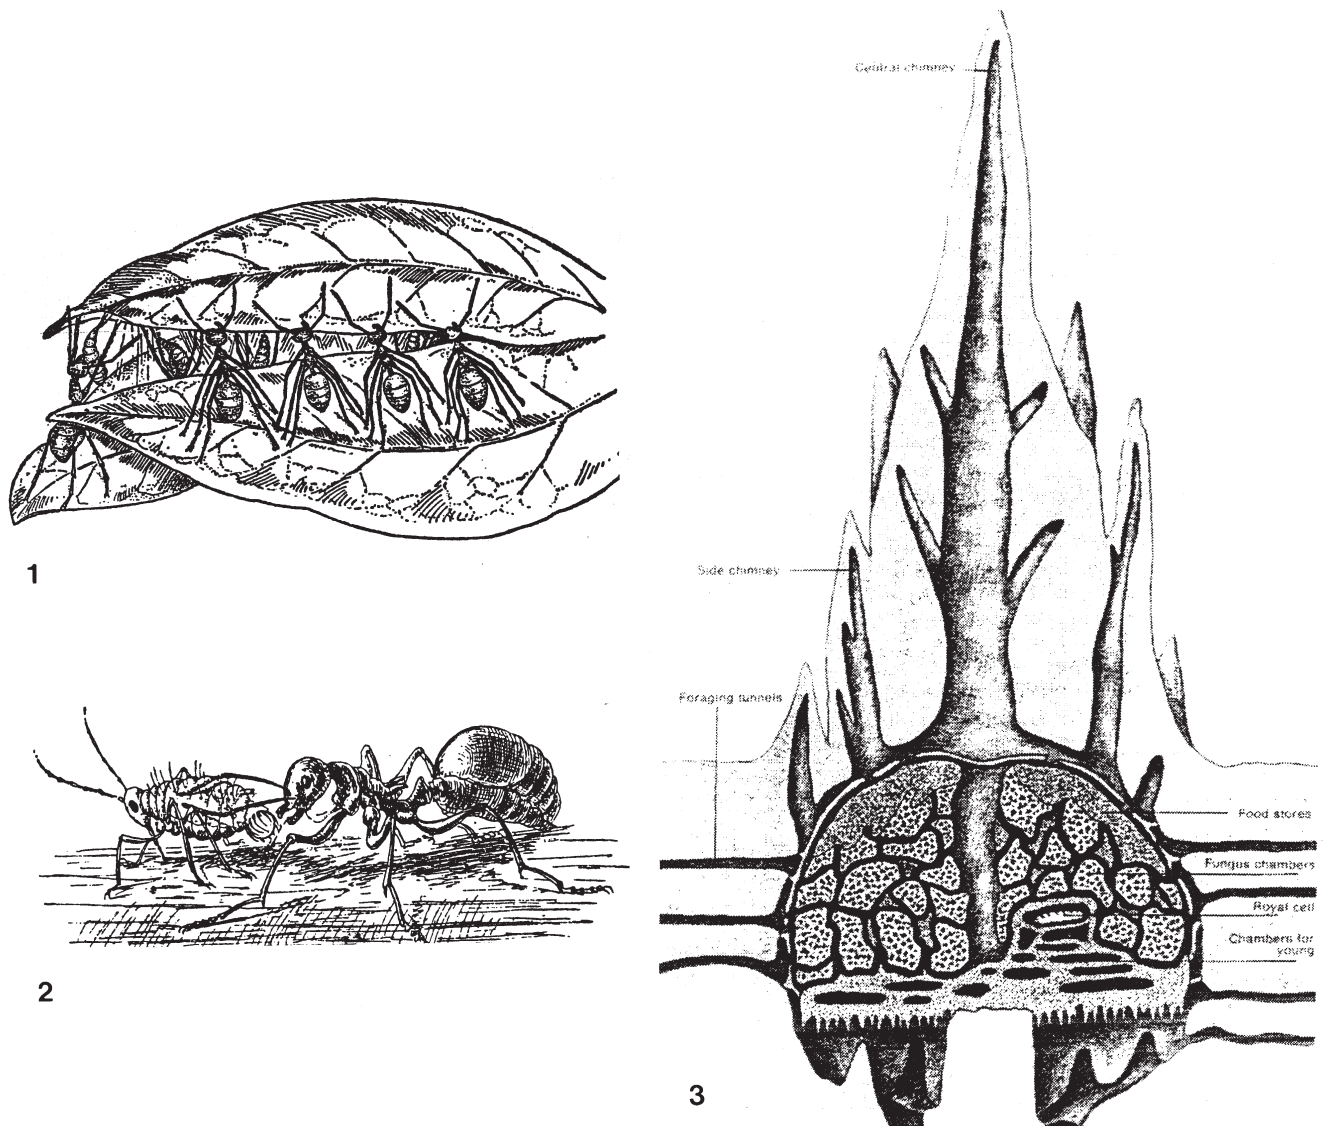 Central chimney
Side chimney
Foraging tunnels
Food stores
Fungus chambers
Royal cell
Chambers for
young
1
2
3